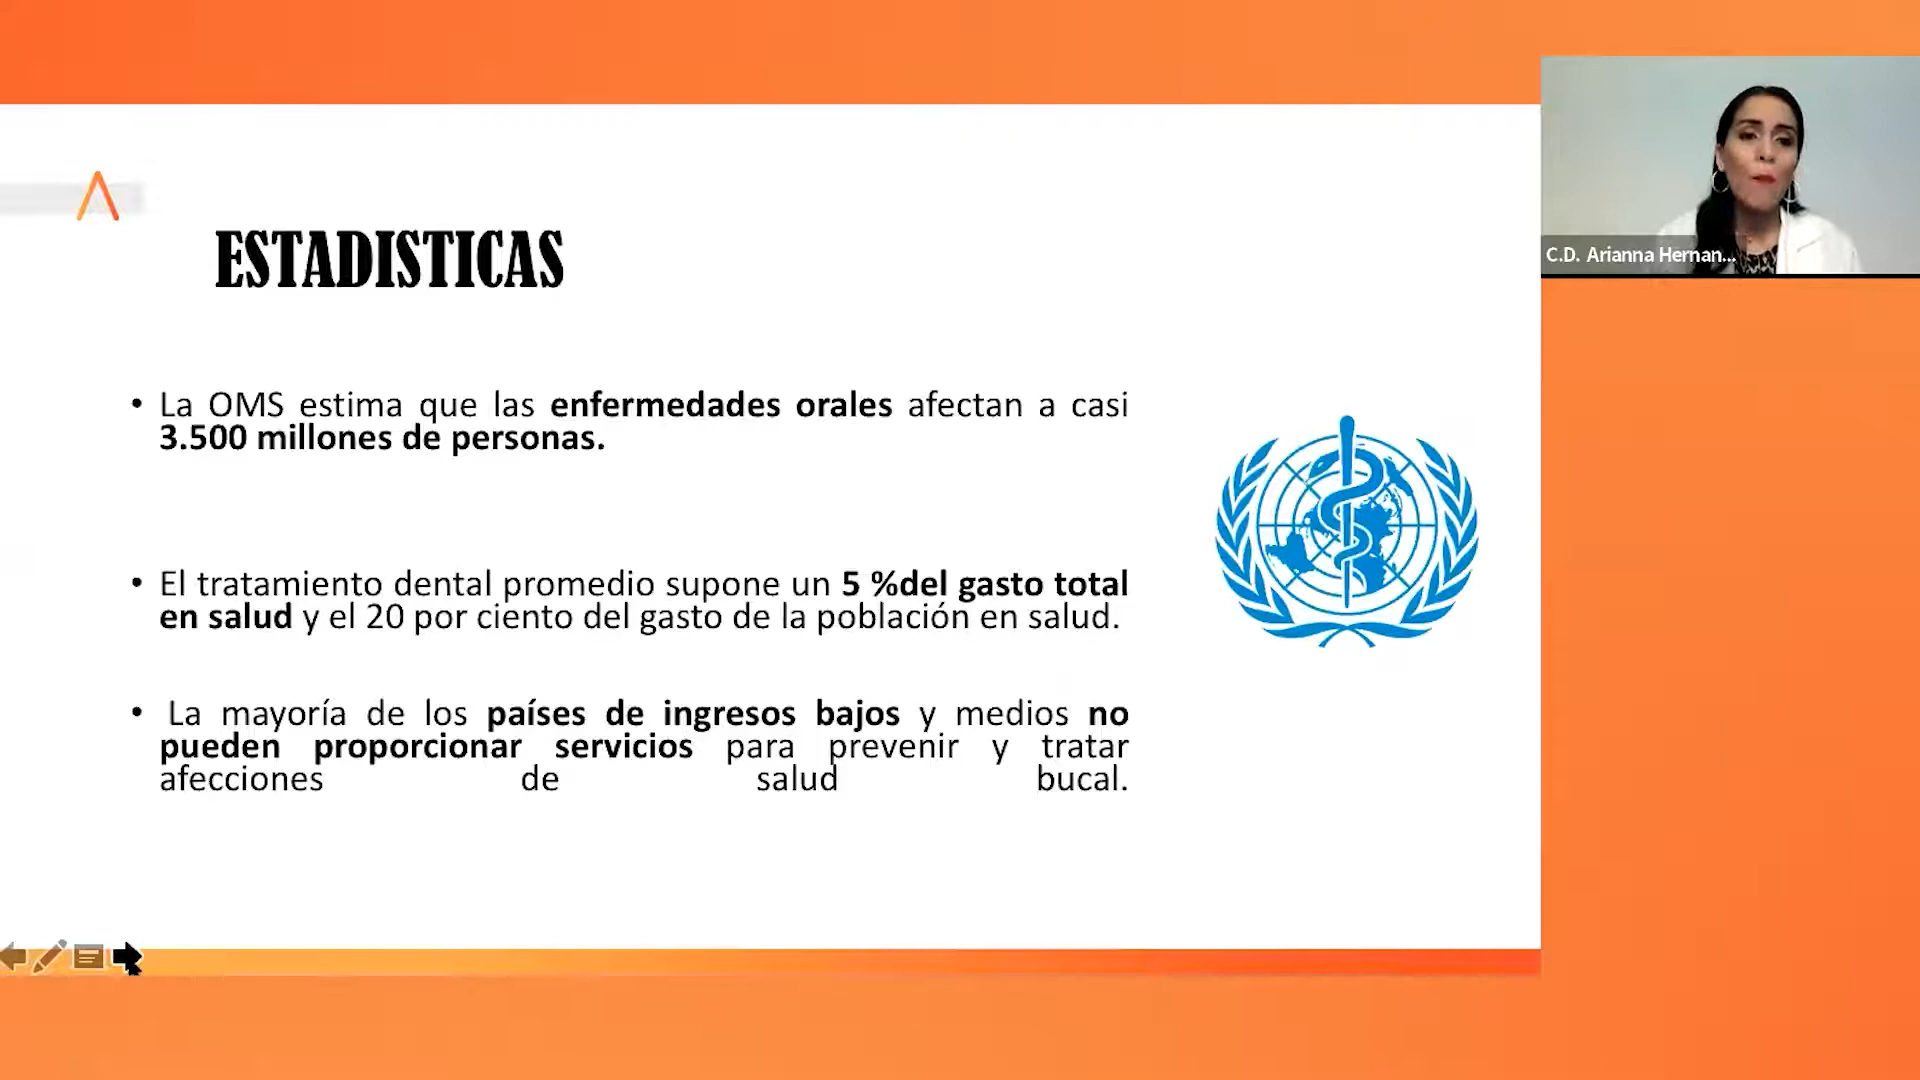 ESTADISTICAS
• La OMS estima que las enfermedades orales afectan a casi
3.500 millones de personas.
• El tratamiento dental promedio supone un 5 %del gasto total
en salud y el 20 por ciento del gasto de la población en salud.
• La mayoría de los países de ingresos bajos y medios no
pueden proporcionar servicios para prevenir y tratar
afecciones de salud bucal.
C.D. Arianna Hernan...